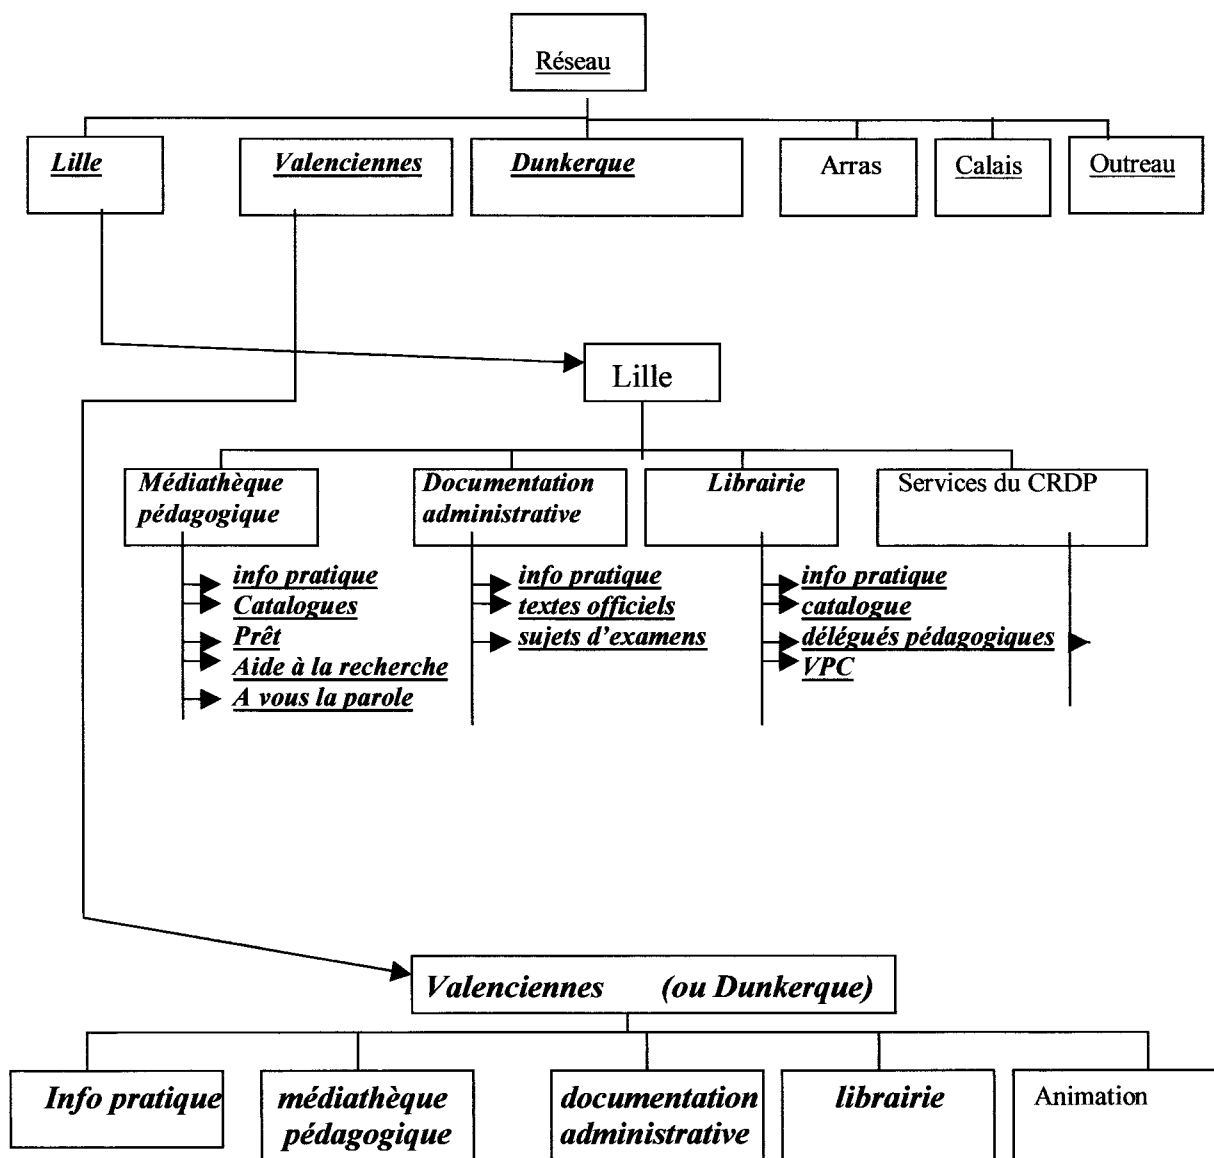 Réseau
Lille
Valenciennes
Dunkerque
Arras
Calais
Outreau
Lille
Médiathèque
pédagogique
Documentation
administrative
Librairie
Services du CRDP
info pratique
Catalogues
Prêt
Aide à la recherche
A vous la parole
info pratique
textes officiels
sujets d'examens
info pratique
catalogue
délégués pédagogiques
VPC
Valenciennes (ou Dunkerque)
Info pratique
médiathèque
pédagogique
documentation
administrative
librairie
Animation